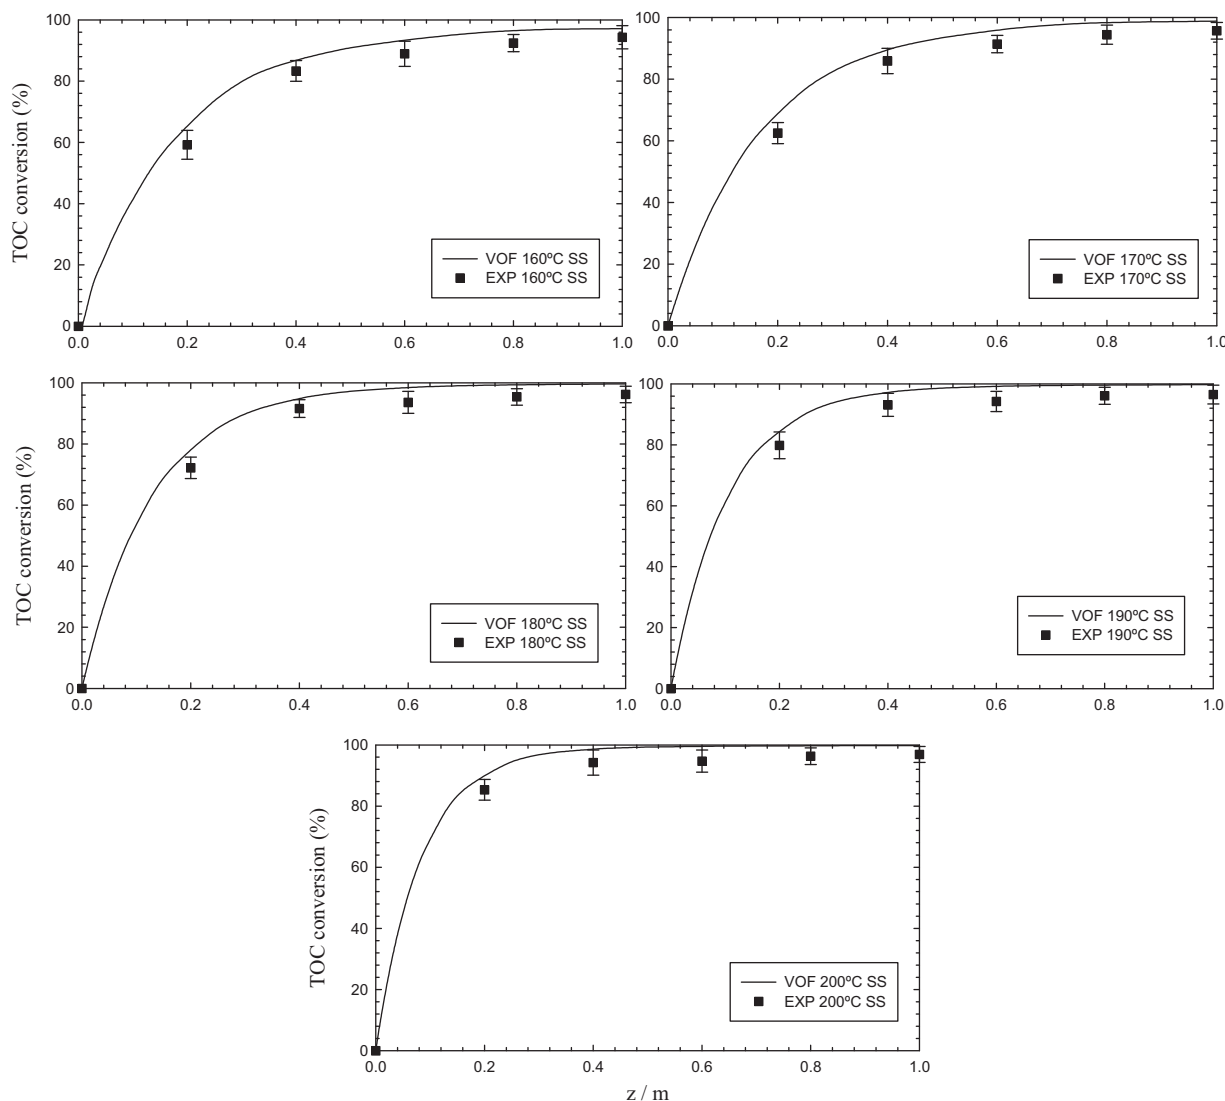 TOC conversion (%)
100
80
60
40
20
0
0.0 0.2 0.4 0.6 0.8 1.0
VOF 160ºC SS
EXP 160ºC SS
100
80
60
40
20
0
0.0 0.2 0.4 0.6 0.8 1.0
VOF 170ºC SS
EXP 170ºC SS
TOC conversion (%)
100
80
60
40
20
0
0.0 0.2 0.4 0.6 0.8 1.0
VOF 180ºC SS
EXP 180ºC SS
100
80
60
40
20
0
0.0 0.2 0.4 0.6 0.8 1.0
VOF 190ºC SS
EXP 190ºC SS
TOC conversion (%)
100
80
60
40
20
0
0.0 0.2 0.4 0.6 0.8 1.0
VOF 200ºC SS
EXP 200ºC SS
z / m